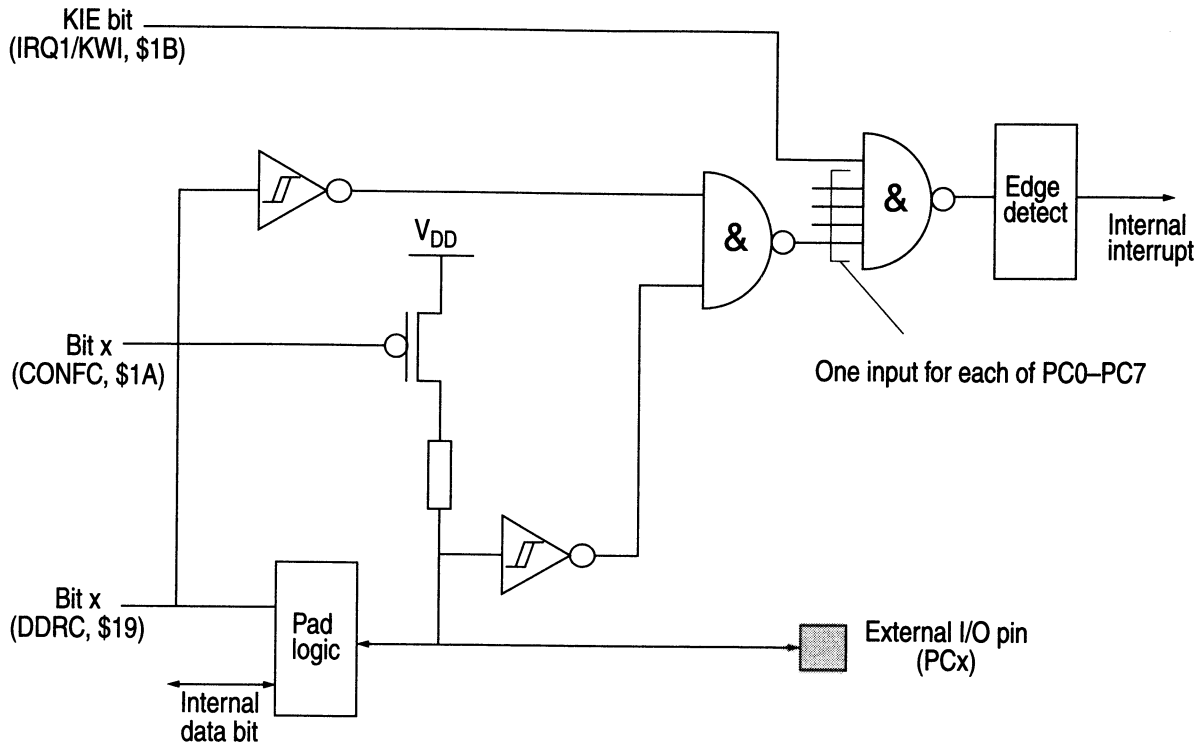 KIE bit
(IRQ1/KWI, $1B)
&
Edge
detect
Internal
interrupt
VDD
&
Bit x
(CONFC, $1A)
One input for each of PC0–PC7
Bit x
(DDRC, $19)
Pad
logic
External I/O pin
(PCx)
Internal
data bit